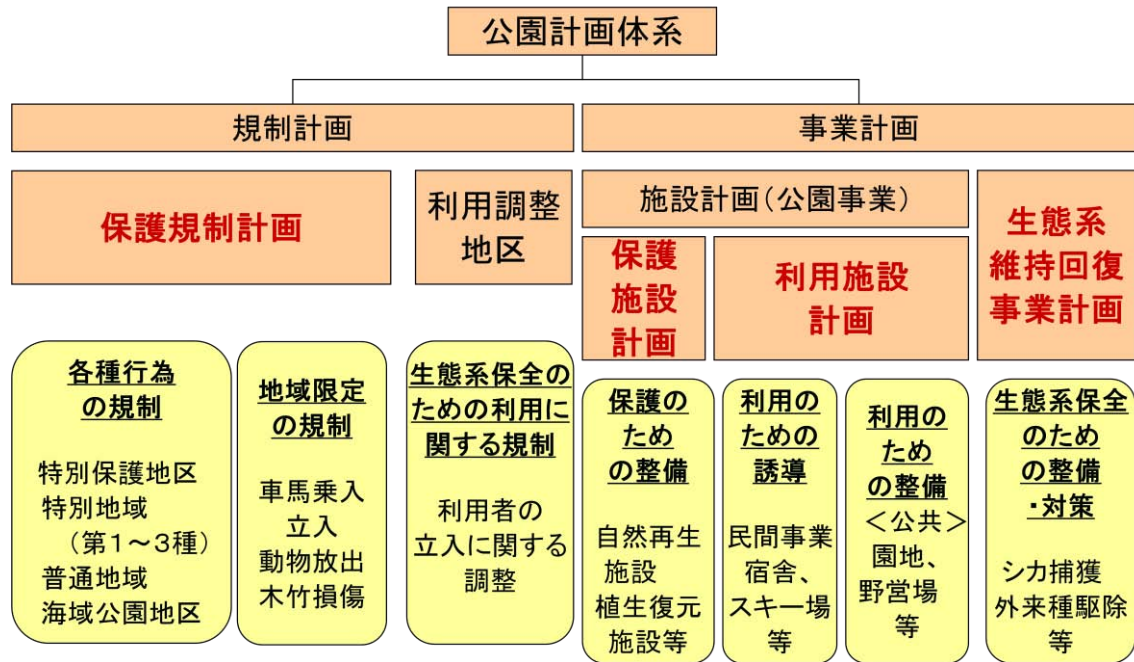 公園計画体系
規制計画
事業計画
保護規制計画
利用調整
地区
施設計画(公園事業)
保護
施設
計画
利用施設
計画
生態系
維持回復
事業計画
各種行為
の規制
特別保護地区
特別地域
(第1~3種)
普通地域
海域公園地区
地域限定
の規制
車馬乗入
立入
動物放出
木竹損傷
生態系保全の
ための利用に
関する規制
利用者の
立入に関する
調整
保護の
ため
の整備
自然再生
施設
植生復元
施設等
利用の
ための
誘導
民間事業
宿舎、
スキー場
等
利用の
ため
の整備
<公共>
園地、
野営場
等
生態系保全
のため
の整備
・対策
シカ捕獲
外来種駆除
等